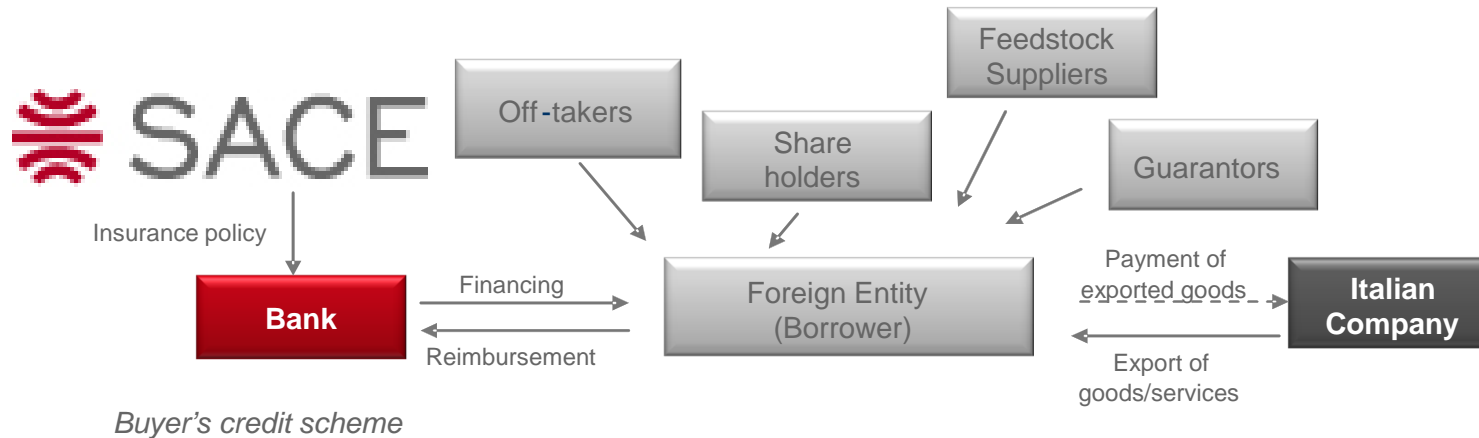 SACE
Off-takers
Feedstock
Suppliers
Share
holders
Guarantors
Insurance policy
Bank
Financing
Reimbursement
Foreign Entity
(Borrower)
Payment of
exported goods
Export of
goods/services
Italian
Company
Buyer's credit scheme